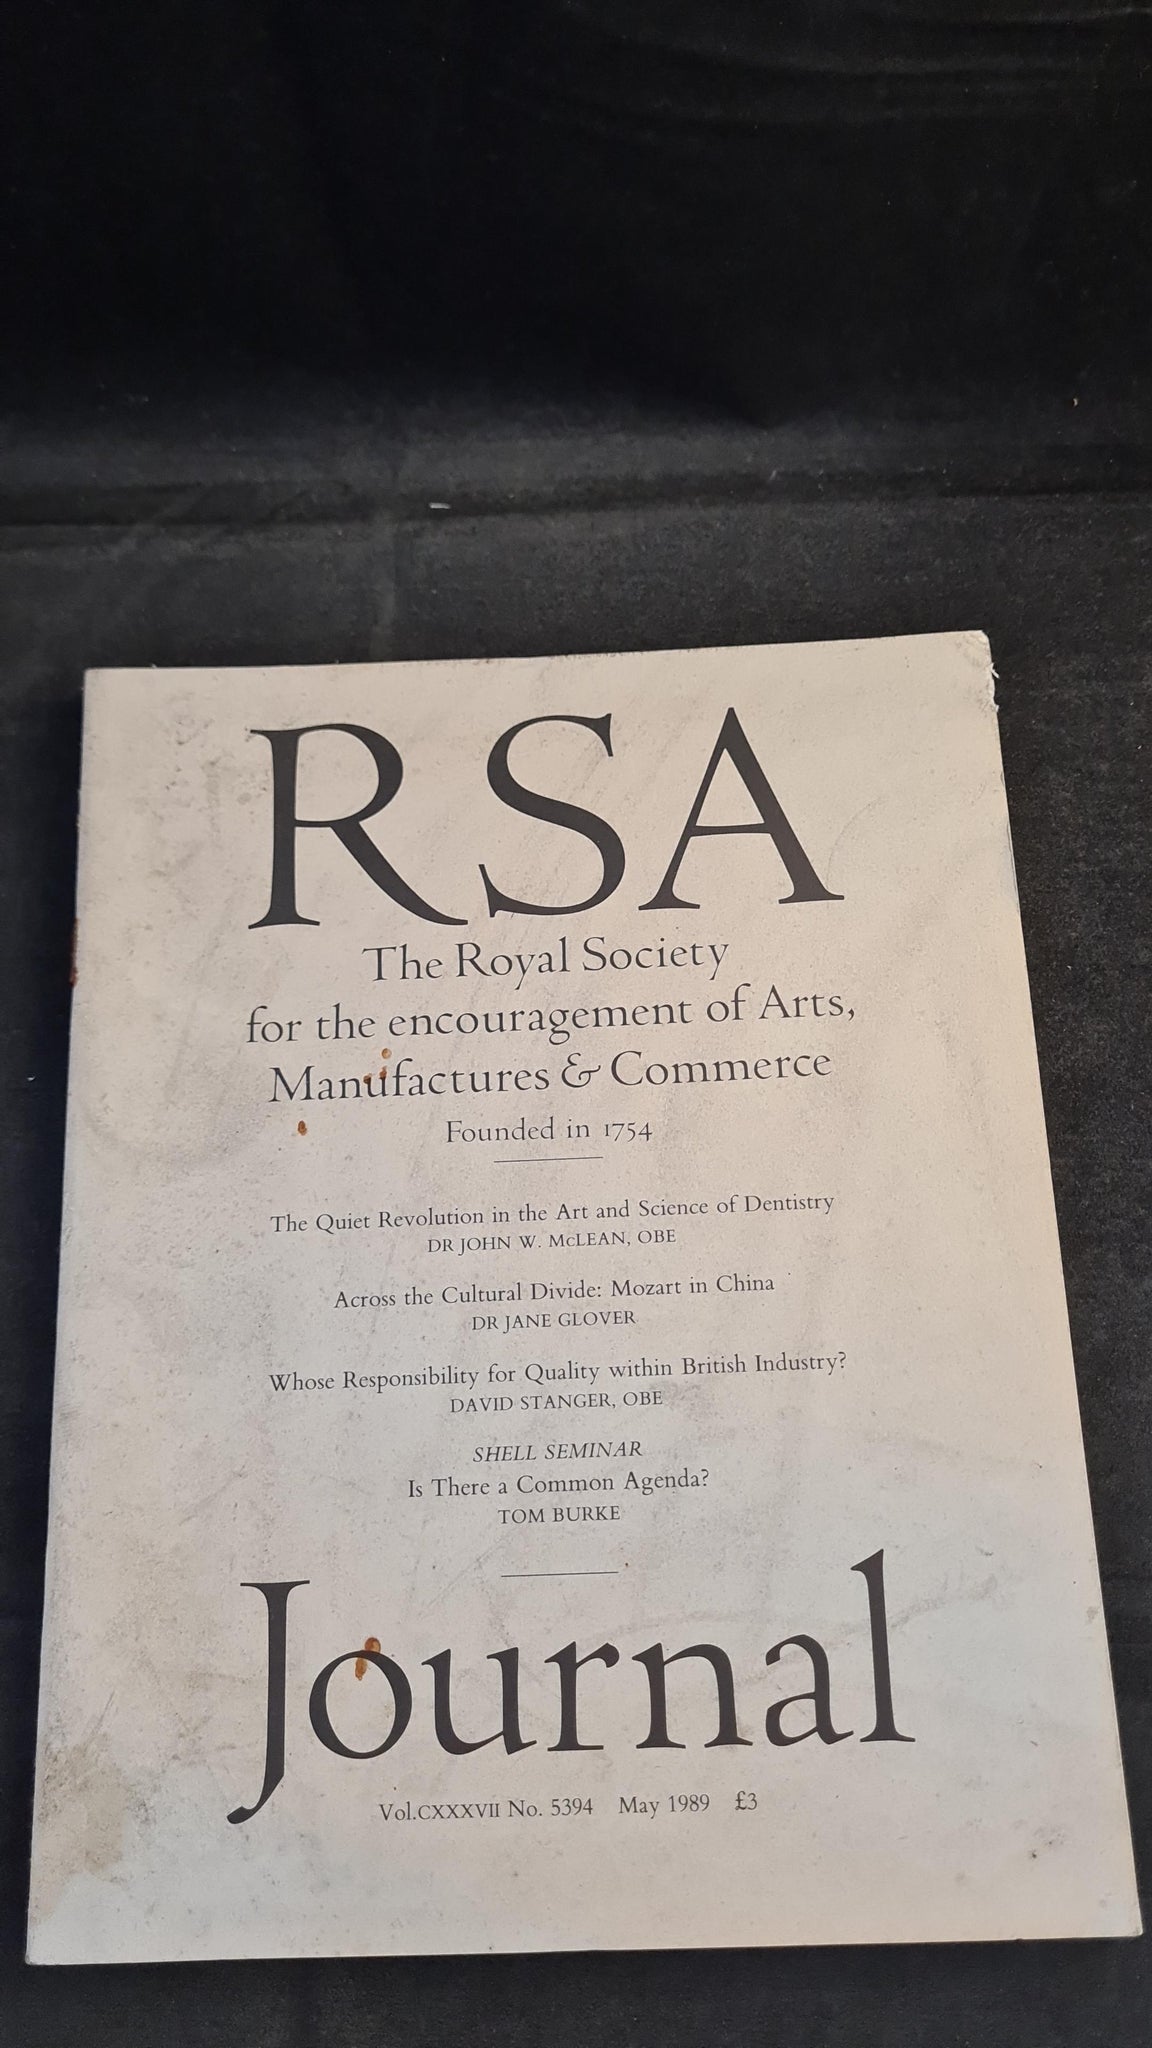 RSA
The Royal Society
for the encouragement of Arts,
Manufactures & Commerce
Founded in 1754
The Quiet Revolution in the Art and Science of Dentistry
DR JOHN W. McLEAN, OBE
Across the Cultural Divide: Mozart in China
DR JANE GLOVER
Whose Responsibility for Quality within British Industry?
DAVID STANGER, OBE
SHELL SEMINAR
Is There a Common Agenda?
TOM BURKE
Journal
Vol.CXXXVII No. 5394 May 1989 £3